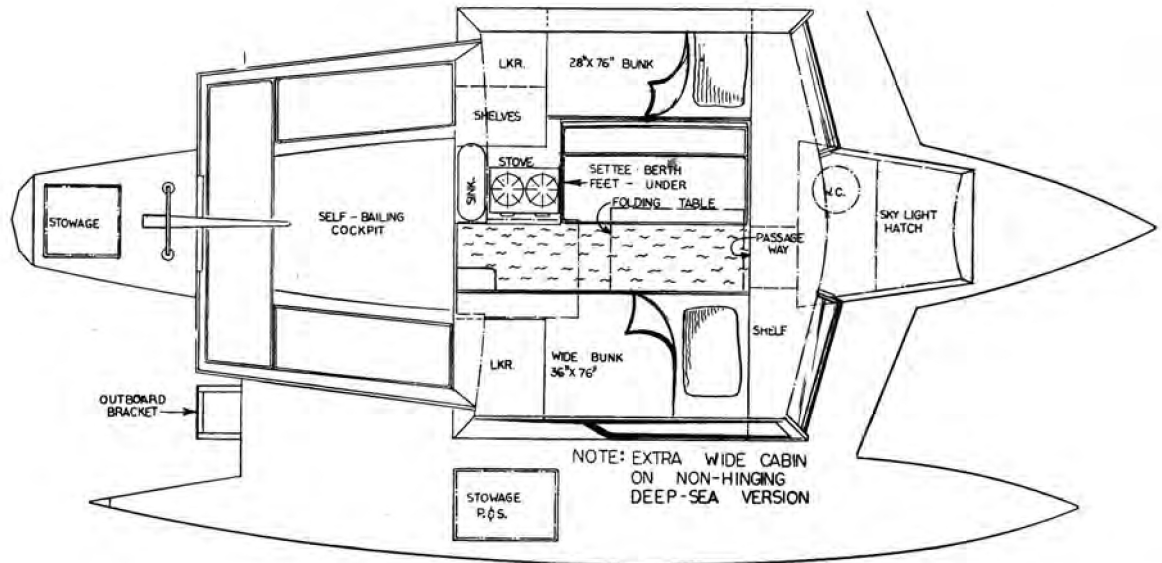 LKR.
28"X76" BUNK
SHELVES
STOVE
SINK
SETTEE BERTH
FEET - UNDER
FOLDING TABLE
W.C.
SKY LIGHT
HATCH
STOWAGE
SELF - BAILING
COCKPIT
PASSAGE
WAY
SHELF
LKR.
WIDE BUNK
36"X76"
OUTBOARD
BRACKET
NOTE: EXTRA WIDE CABIN
ON NON-HINGING
DEEP-SEA VERSION
STOWAGE
P.&S.